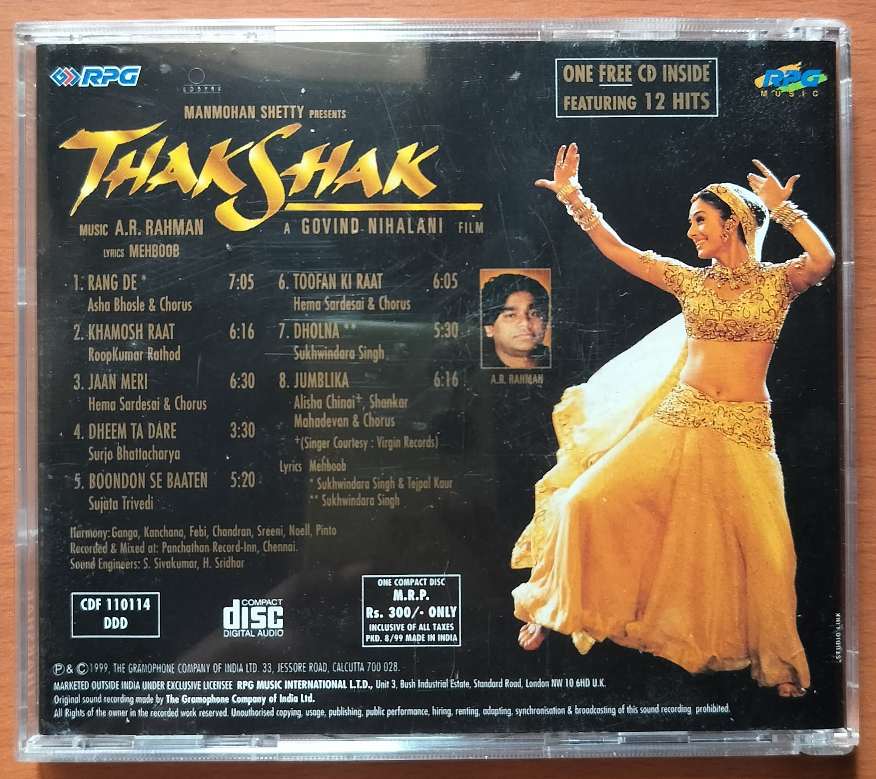 RPG
ONE FREE CD INSIDE
FEATURING 12 HITS
RPG
MUSIC
MANMOHAN SHETTY PRESENTS
THAKSHAK
MUSIC A.R. RAHMAN
A GOVIND NIHALANI FILM
LYRICS MEHBOOB
1. RANG DE * 7:05
Asha Bhosle & Chorus
2. KHAMOSH RAAT 6:16
RoopKumar Rathod
3. JAAN MERI 6:30
Hema Sardesai & Chorus
4. DHEEM TA DARE 3:30
Surjo Bhattacharya
5. BOONDON SE BAATEN 5:20
Sujata Trivedi
6. TOOFAN KI RAAT 6:05
Hema Sardesai & Chorus
7. DHOLNA ** 5:30
Sukhwindara Singh
8. JUMBLIKA 6:16
Alisha Chinai+, Shankar
Mahadevan & Chorus
+(Singer Courtesy : Virgin Records)
Lyrics Mehboob
* Sukhwindara Singh & Tejpal Kaur
** Sukhwindara Singh
A.R. RAHMAN
Harmony: Ganga, Kanchana, Febi, Chandran, Sreeni, Noell, Pinto
Recorded & Mixed at: Panchathan Record-Inn, Chennai.
Sound Engineers: S. Sivakumar, H. Sridhar
CDF 110114
DDD
COMPACT
disc
DIGITAL AUDIO
ONE COMPACT DISC
M.R.P.
Rs. 300/- ONLY
INCLUSIVE OF ALL TAXES
PKD. 8/99 MADE IN INDIA
℗ & © 1999, THE GRAMOPHONE COMPANY OF INDIA LTD. 33, JESSORE ROAD, CALCUTTA 700 028.
MARKETED OUTSIDE INDIA UNDER EXCLUSIVE LICENSEE RPG MUSIC INTERNATIONAL L.T.D., Unit 3, Bush Industrial Estate, Standard Road, London NW 10 6HD U.K.
Original sound recording made by The Gramophone Company of India Ltd.
All Rights of the owner in the recorded work reserved. Unauthorised copying, usage, publishing, public performance, hiring, renting, adapting, synchronisation & broadcasting of this sound recording prohibited.